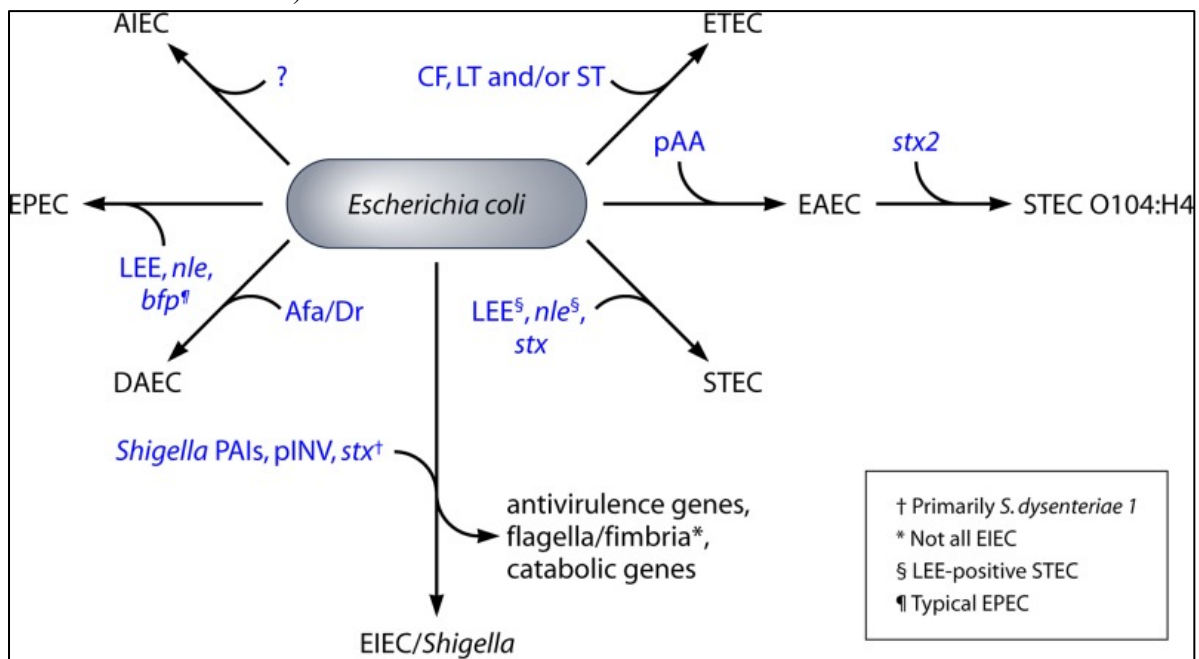 AIEC
ETEC
?
CF, LT and/or ST
pAA
stx2
EPEC
Escherichia coli
EAEC
STEC O104:H4
LEE, nle,
bfp¶
Afa/Dr
LEE§, nle§,
stx
DAEC
STEC
Shigella PAIs, pINV, stx†
antivirulence genes,
flagella/fimbria*,
catabolic genes
† Primarily S. dysenteriae 1
* Not all EIEC
§ LEE-positive STEC
¶ Typical EPEC
EIEC/Shigella